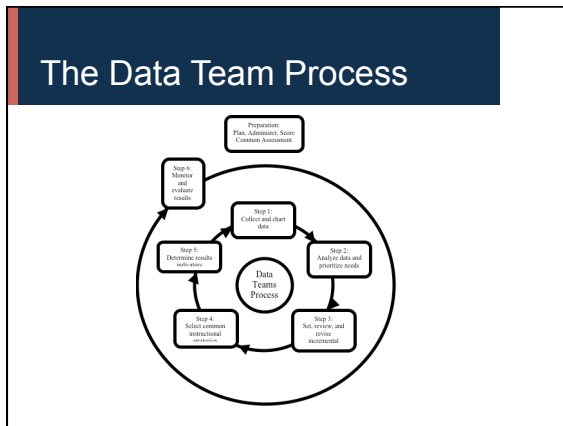 The Data Team Process
Preparation:
Plan, Administer, Score
Common Assessment
Step 6:
Monitor
and
evaluate
results
Step 1:
Collect and chart
data
Step 2:
Analyze data and
prioritize needs
Step 3:
Set, review, and
revise
incremental
Step 4:
Select common
instructional
strategies
Step 5:
Determine results
indicators
Data
Teams
Process